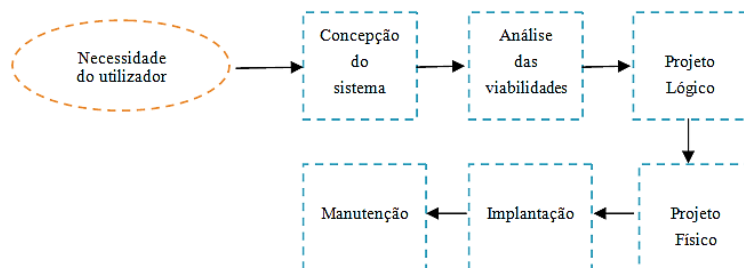 Necessidade
do utilizador
Concepção
do
sistema
Análise
das
viabilidades
Projeto
Lógico
Projeto
Físico
Implantação
Manutenção